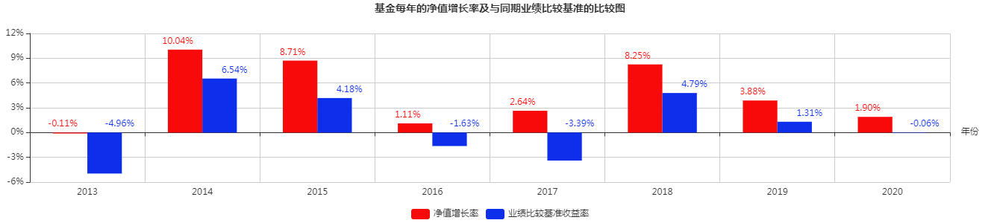 基金每年的净值增长率及与同期业绩比较基准的比较图
12%
9%
6%
3%
0%
-3%
-6%
-0.11% -4.96% 10.04% 6.54% 8.71% 4.18% 1.11% -1.63% 2.64% -3.39% 8.25% 4.79% 3.88% 1.31% 1.90% -0.06%
年份
2013 2014 2015 2016 2017 2018 2019 2020
净值增长率 业绩比较基准收益率